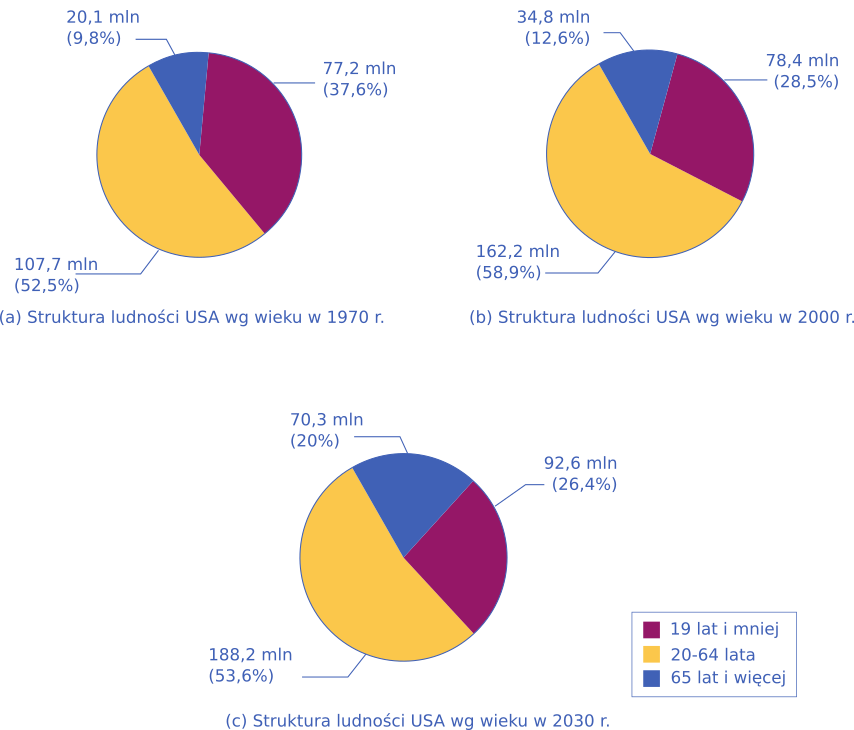 20,1 mln
(9,8%)
77,2 mln
(37,6%)
107,7 mln
(52,5%)
(a) Struktura ludności USA wg wieku w 1970 r.
34,8 mln
(12,6%)
78,4 mln
(28,5%)
162,2 mln
(58,9%)
(b) Struktura ludności USA wg wieku w 2000 r.
70,3 mln
(20%)
92,6 mln
(26,4%)
188,2 mln
(53,6%)
19 lat i mniej
20-64 lata
65 lat i więcej
(c) Struktura ludności USA wg wieku w 2030 r.